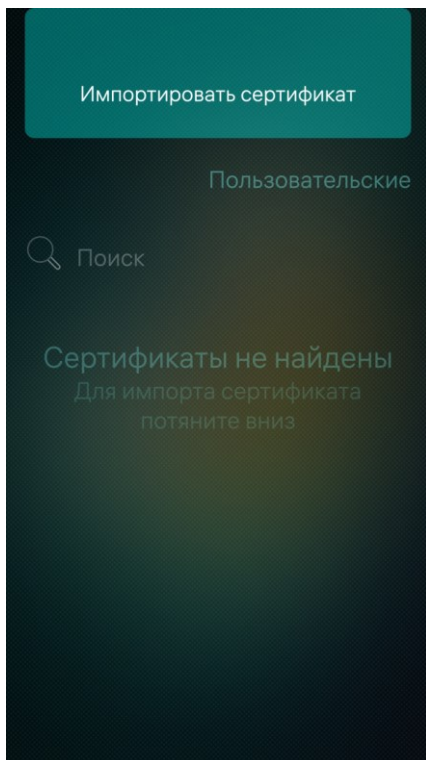 Импортировать сертификат
Пользовательские
Поиск
Сертификаты не найдены
Для импорта сертификата
потяните вниз